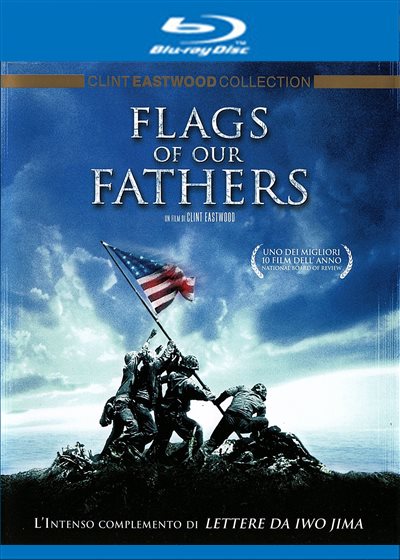 Blu-ray Disc
CLINT EASTWOOD COLLECTION
FLAGS
OF OUR
FATHERS
UN FILM DI CLINT EASTWOOD
UNO DEI MIGLIORI
10 FILM DELL'ANNO
NATIONAL BOARD OF REVIEW
L'INTENSO COMPLEMENTO DI LETTERE DA IWO JIMA